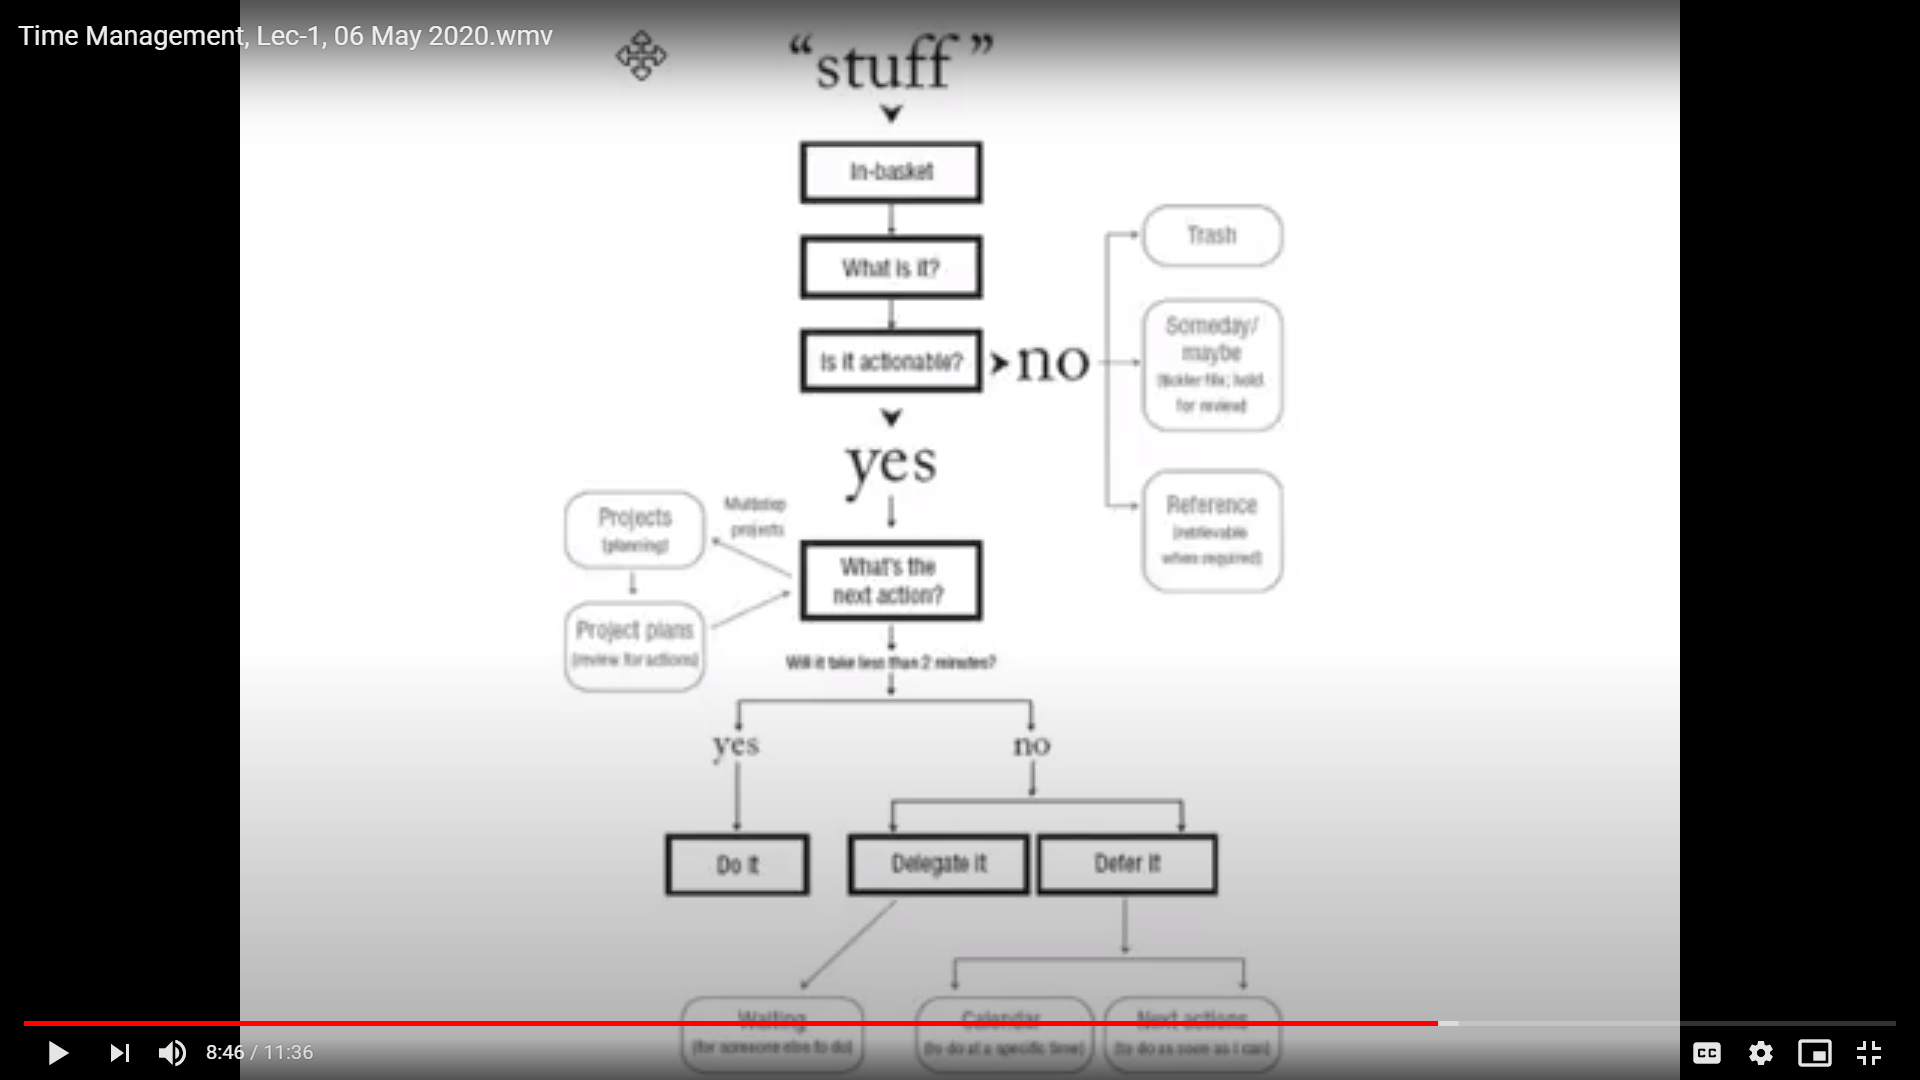 Time Management, Lec-1, 06 May 2020.wmv
“stuff”
In-basket
What is it?
Is it actionable?
no
Trash
Someday/
maybe
(tickler file; hold
for review)
Reference
(retrievable
when required)
yes
Multistep
projects
Projects
(planning)
Project plans
(review for actions)
What's the
next action?
Will it take less than 2 minutes?
yes
no
Do it
Delegate it
Defer it
Waiting
(for someone else to do)
Calendar
(to do at a specific time)
Next actions
(to do as soon as I can)
8:46 / 11:36
CC